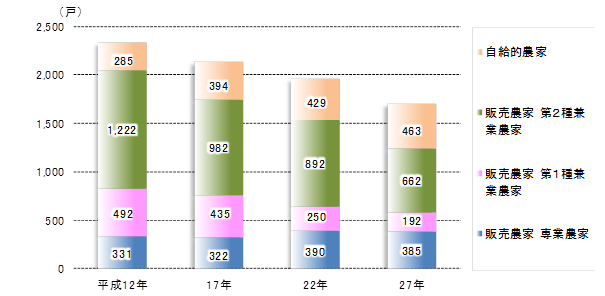 (戸)
2,500
2,000
1,500
1,000
500
0
285
1,222
492
331
394
982
435
322
429
892
250
390
463
662
192
385
平成12年
17年
22年
27年
自給的農家
販売農家 第2種兼
業農家
販売農家 第1種兼
業農家
販売農家 専業農家